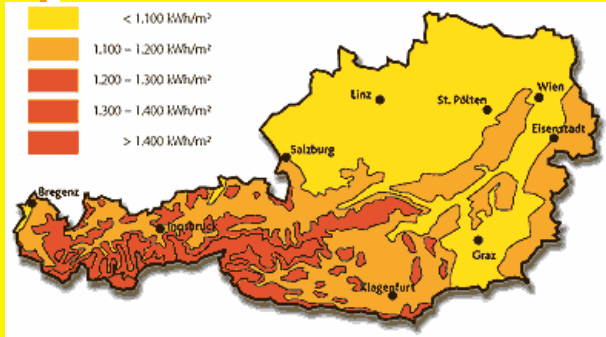 < 1.100 kWh/m²
1.100 – 1.200 kWh/m²
1.200 – 1.300 kWh/m²
1.300 – 1.400 kWh/m²
> 1.400 kWh/m²
Linz
St. Pölten
Wien
Eisenstadt
Salzburg
Bregenz
Innsbruck
Graz
Klagenfurt